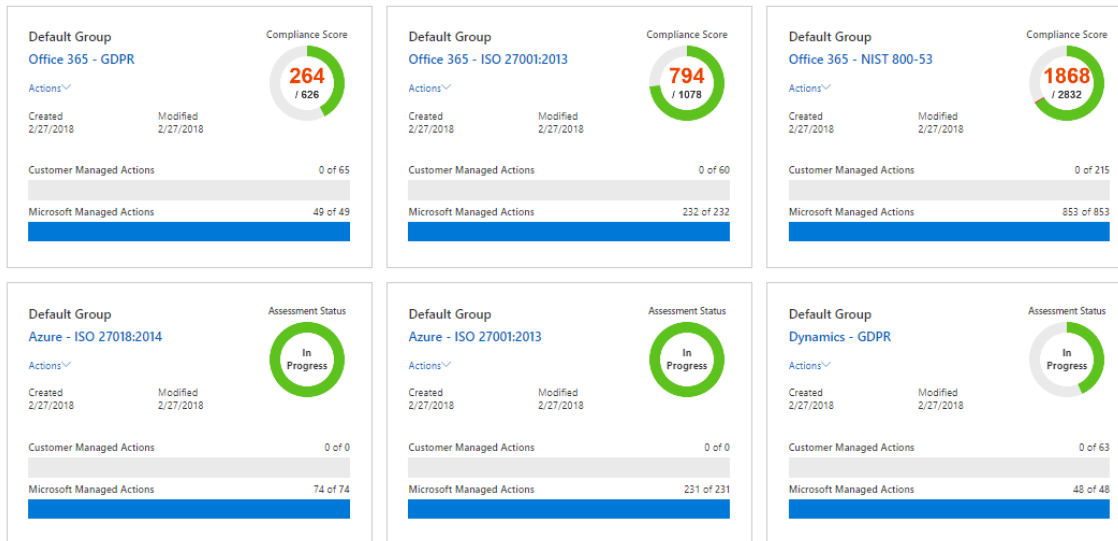 Default Group
Compliance Score
Office 365 - GDPR
264
/ 626
Actions
Created
Modified
2/27/2018
2/27/2018
Customer Managed Actions
0 of 65
Microsoft Managed Actions
49 of 49
Default Group
Compliance Score
Office 365 - ISO 27001:2013
794
/ 1078
Actions
Created
Modified
2/27/2018
2/27/2018
Customer Managed Actions
0 of 60
Microsoft Managed Actions
232 of 232
Default Group
Compliance Score
Office 365 - NIST 800-53
1868
/ 2832
Actions
Created
Modified
2/27/2018
2/27/2018
Customer Managed Actions
0 of 215
Microsoft Managed Actions
853 of 853
Default Group
Assessment Status
Azure - ISO 27018:2014
In
Progress
Actions
Created
Modified
2/27/2018
2/27/2018
Customer Managed Actions
0 of 0
Microsoft Managed Actions
74 of 74
Default Group
Assessment Status
Azure - ISO 27001:2013
In
Progress
Actions
Created
Modified
2/27/2018
2/27/2018
Customer Managed Actions
0 of 0
Microsoft Managed Actions
231 of 231
Default Group
Assessment Status
Dynamics - GDPR
In
Progress
Actions
Created
Modified
2/27/2018
2/27/2018
Customer Managed Actions
0 of 63
Microsoft Managed Actions
48 of 48